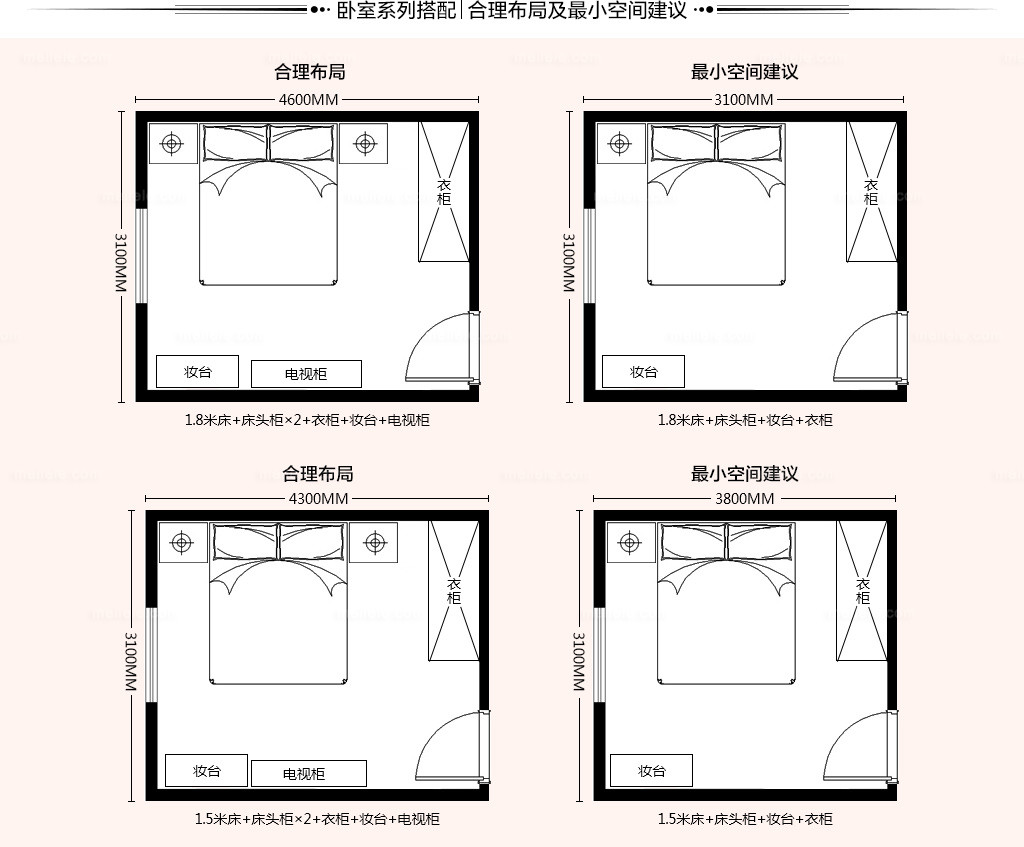 卧室系列搭配|合理布局及最小空间建议
合理布局
4600MM
3100MM
衣柜
妆台
电视柜
1.8米床+床头柜×2+衣柜+妆台+电视柜
最小空间建议
3100MM
3100MM
衣柜
妆台
1.8米床+床头柜+妆台+衣柜
合理布局
4300MM
3100MM
衣柜
妆台
电视柜
1.5米床+床头柜×2+衣柜+妆台+电视柜
最小空间建议
3800MM
3100MM
衣柜
妆台
1.5米床+床头柜+妆台+衣柜